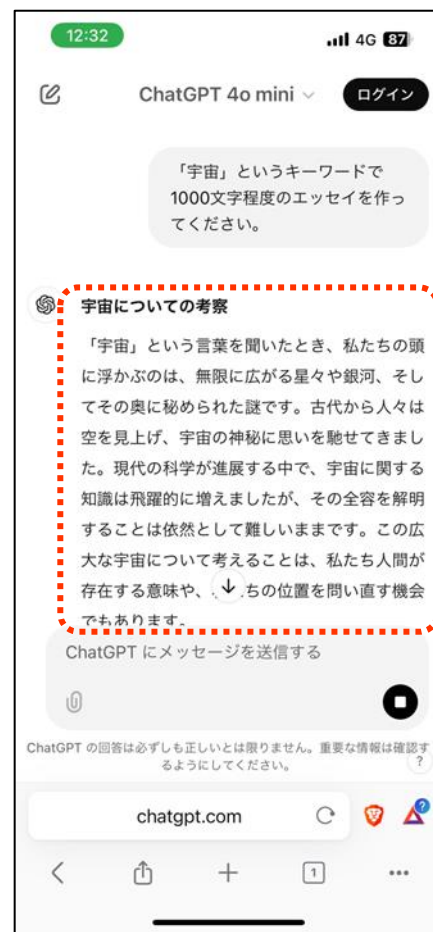 12:32
4G 87
ChatGPT 4o mini
ログイン
「宇宙」というキーワードで
1000文字程度のエッセイを作っ
てください。
宇宙についての考察
「宇宙」という言葉を聞いたとき、私たちの頭
に浮かぶのは、無限に広がる星々や銀河、そし
てその奥に秘められた謎です。古代から人々は
空を見上げ、宇宙の神秘に思いを馳せてきまし
た。現代の科学が進展する中で、宇宙に関する
知識は飛躍的に増えましたが、その全容を解明
することは依然として難しいままです。この広
大な宇宙について考えることは、私たち人間が
存在する意味や、 ちの位置を問い直す機会
でもあります。
ChatGPT にメッセージを送信する
ChatGPT の回答は必ずしも正しいとは限りません。重要な情報は確認す
るようにしてください。
?
chatgpt.com
?
1